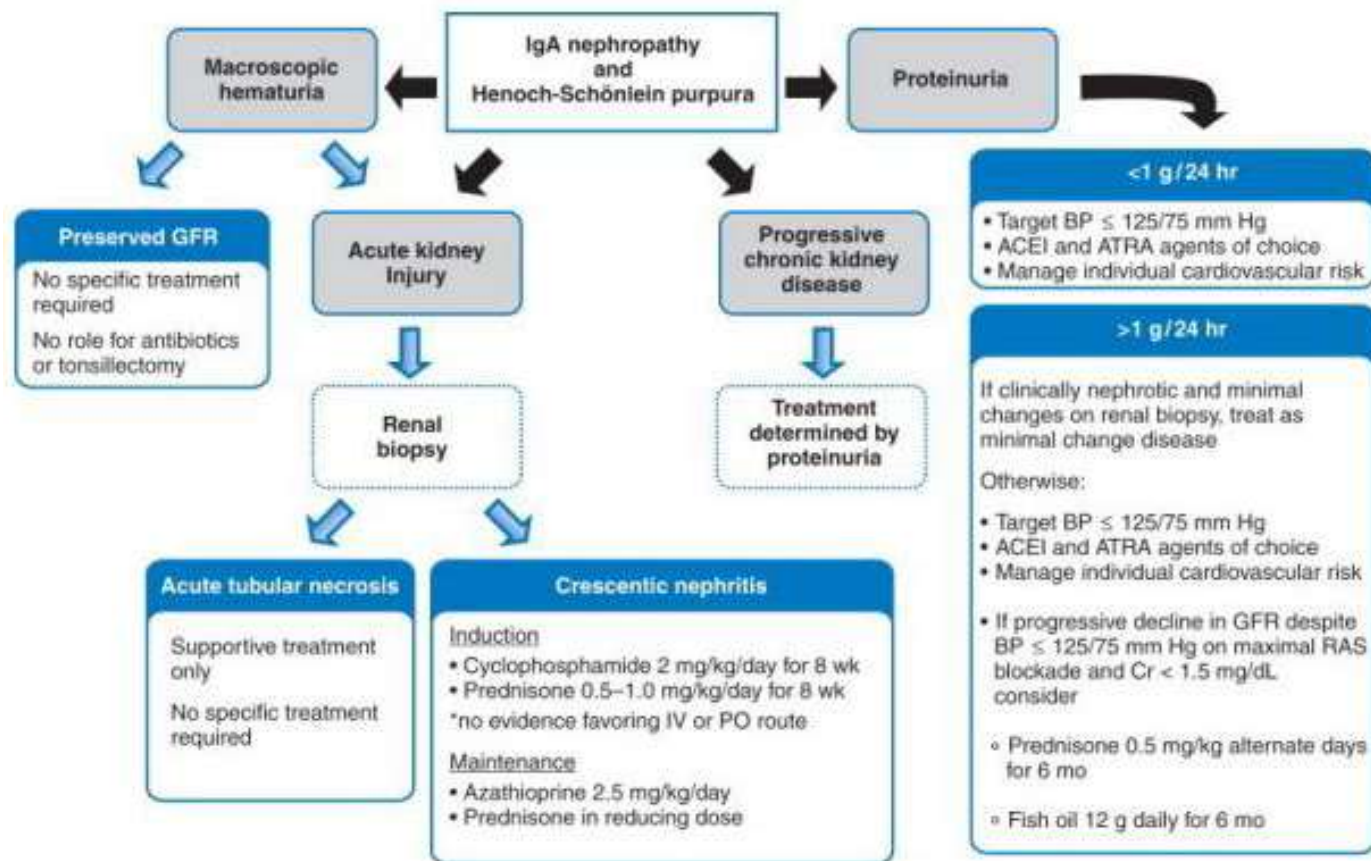 IgA nephropathy
and
Henoch-Schönlein purpura
Macroscopic
hematuria
Proteinuria
Preserved GFR
No specific treatment
required
No role for antibiotics
or tonsillectomy
Acute kidney
Injury
Progressive
chronic kidney
disease
Renal
biopsy
Treatment
determined by
proteinuria
Acute tubular necrosis
Supportive treatment
only
No specific treatment
required
Crescentic nephritis
Induction
• Cyclophosphamide 2 mg/kg/day for 8 wk
• Prednisone 0.5–1.0 mg/kg/day for 8 wk
*no evidence favoring IV or PO route
Maintenance
• Azathioprine 2.5 mg/kg/day
• Prednisone in reducing dose
<1 g/24 hr
• Target BP ≤ 125/75 mm Hg
• ACEI and ATRA agents of choice
• Manage individual cardiovascular risk
>1 g/24 hr
If clinically nephrotic and minimal
changes on renal biopsy, treat as
minimal change disease
Otherwise:
• Target BP ≤ 125/75 mm Hg
• ACEI and ATRA agents of choice
• Manage individual cardiovascular risk
• If progressive decline in GFR despite
BP ≤ 125/75 mm Hg on maximal RAS
blockade and Cr < 1.5 mg/dL
consider
◦ Prednisone 0.5 mg/kg alternate days
for 6 mo
◦ Fish oil 12 g daily for 6 mo